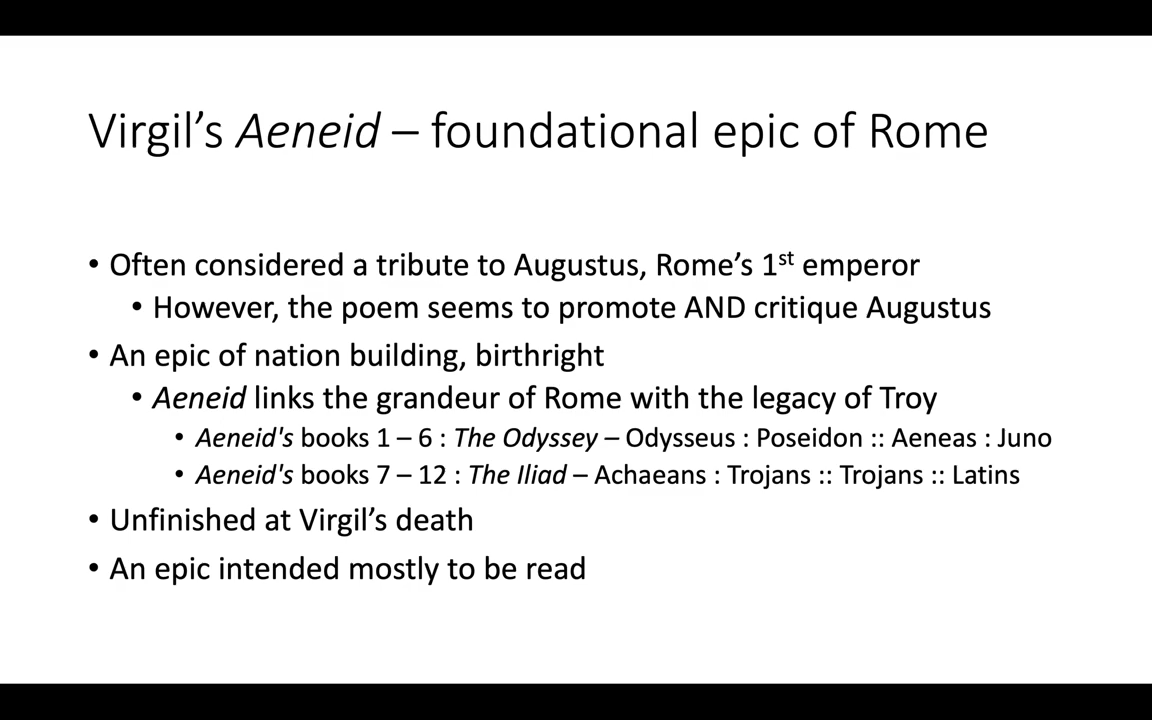 Virgil’s Aeneid – foundational epic of Rome
• Often considered a tribute to Augustus, Rome’s 1st emperor
• However, the poem seems to promote AND critique Augustus
• An epic of nation building, birthright
• Aeneid links the grandeur of Rome with the legacy of Troy
• Aeneid's books 1 – 6 : The Odyssey – Odysseus : Poseidon :: Aeneas : Juno
• Aeneid's books 7 – 12 : The Iliad – Achaeans : Trojans :: Trojans :: Latins
• Unfinished at Virgil’s death
• An epic intended mostly to be read